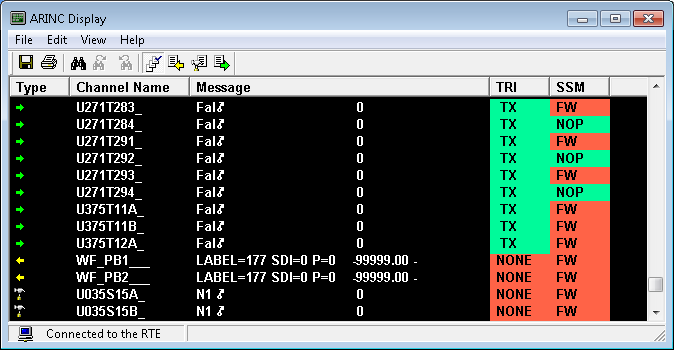 ARINC Display
File Edit View Help
Type Channel Name Message TRI SSM
U271T283_ Fal♂ 0 TX FW
U271T284_ Fal♂ 0 TX NOP
U271T291_ Fal♂ 0 TX FW
U271T292_ Fal♂ 0 TX NOP
U271T293_ Fal♂ 0 TX FW
U271T294_ Fal♂ 0 TX NOP
U375T11A_ Fal♂ 0 TX FW
U375T11B_ Fal♂ 0 TX FW
U375T12A_ Fal♂ 0 TX FW
WF_PB1___ LABEL=177 SDI=0 P=0 -99999.00 - NONE FW
WF_PB2___ LABEL=177 SDI=0 P=0 -99999.00 - NONE FW
U035S15A_ N1 ♂ 0 NONE FW
U035S15B_ N1 ♂ 0 NONE FW
Connected to the RTE